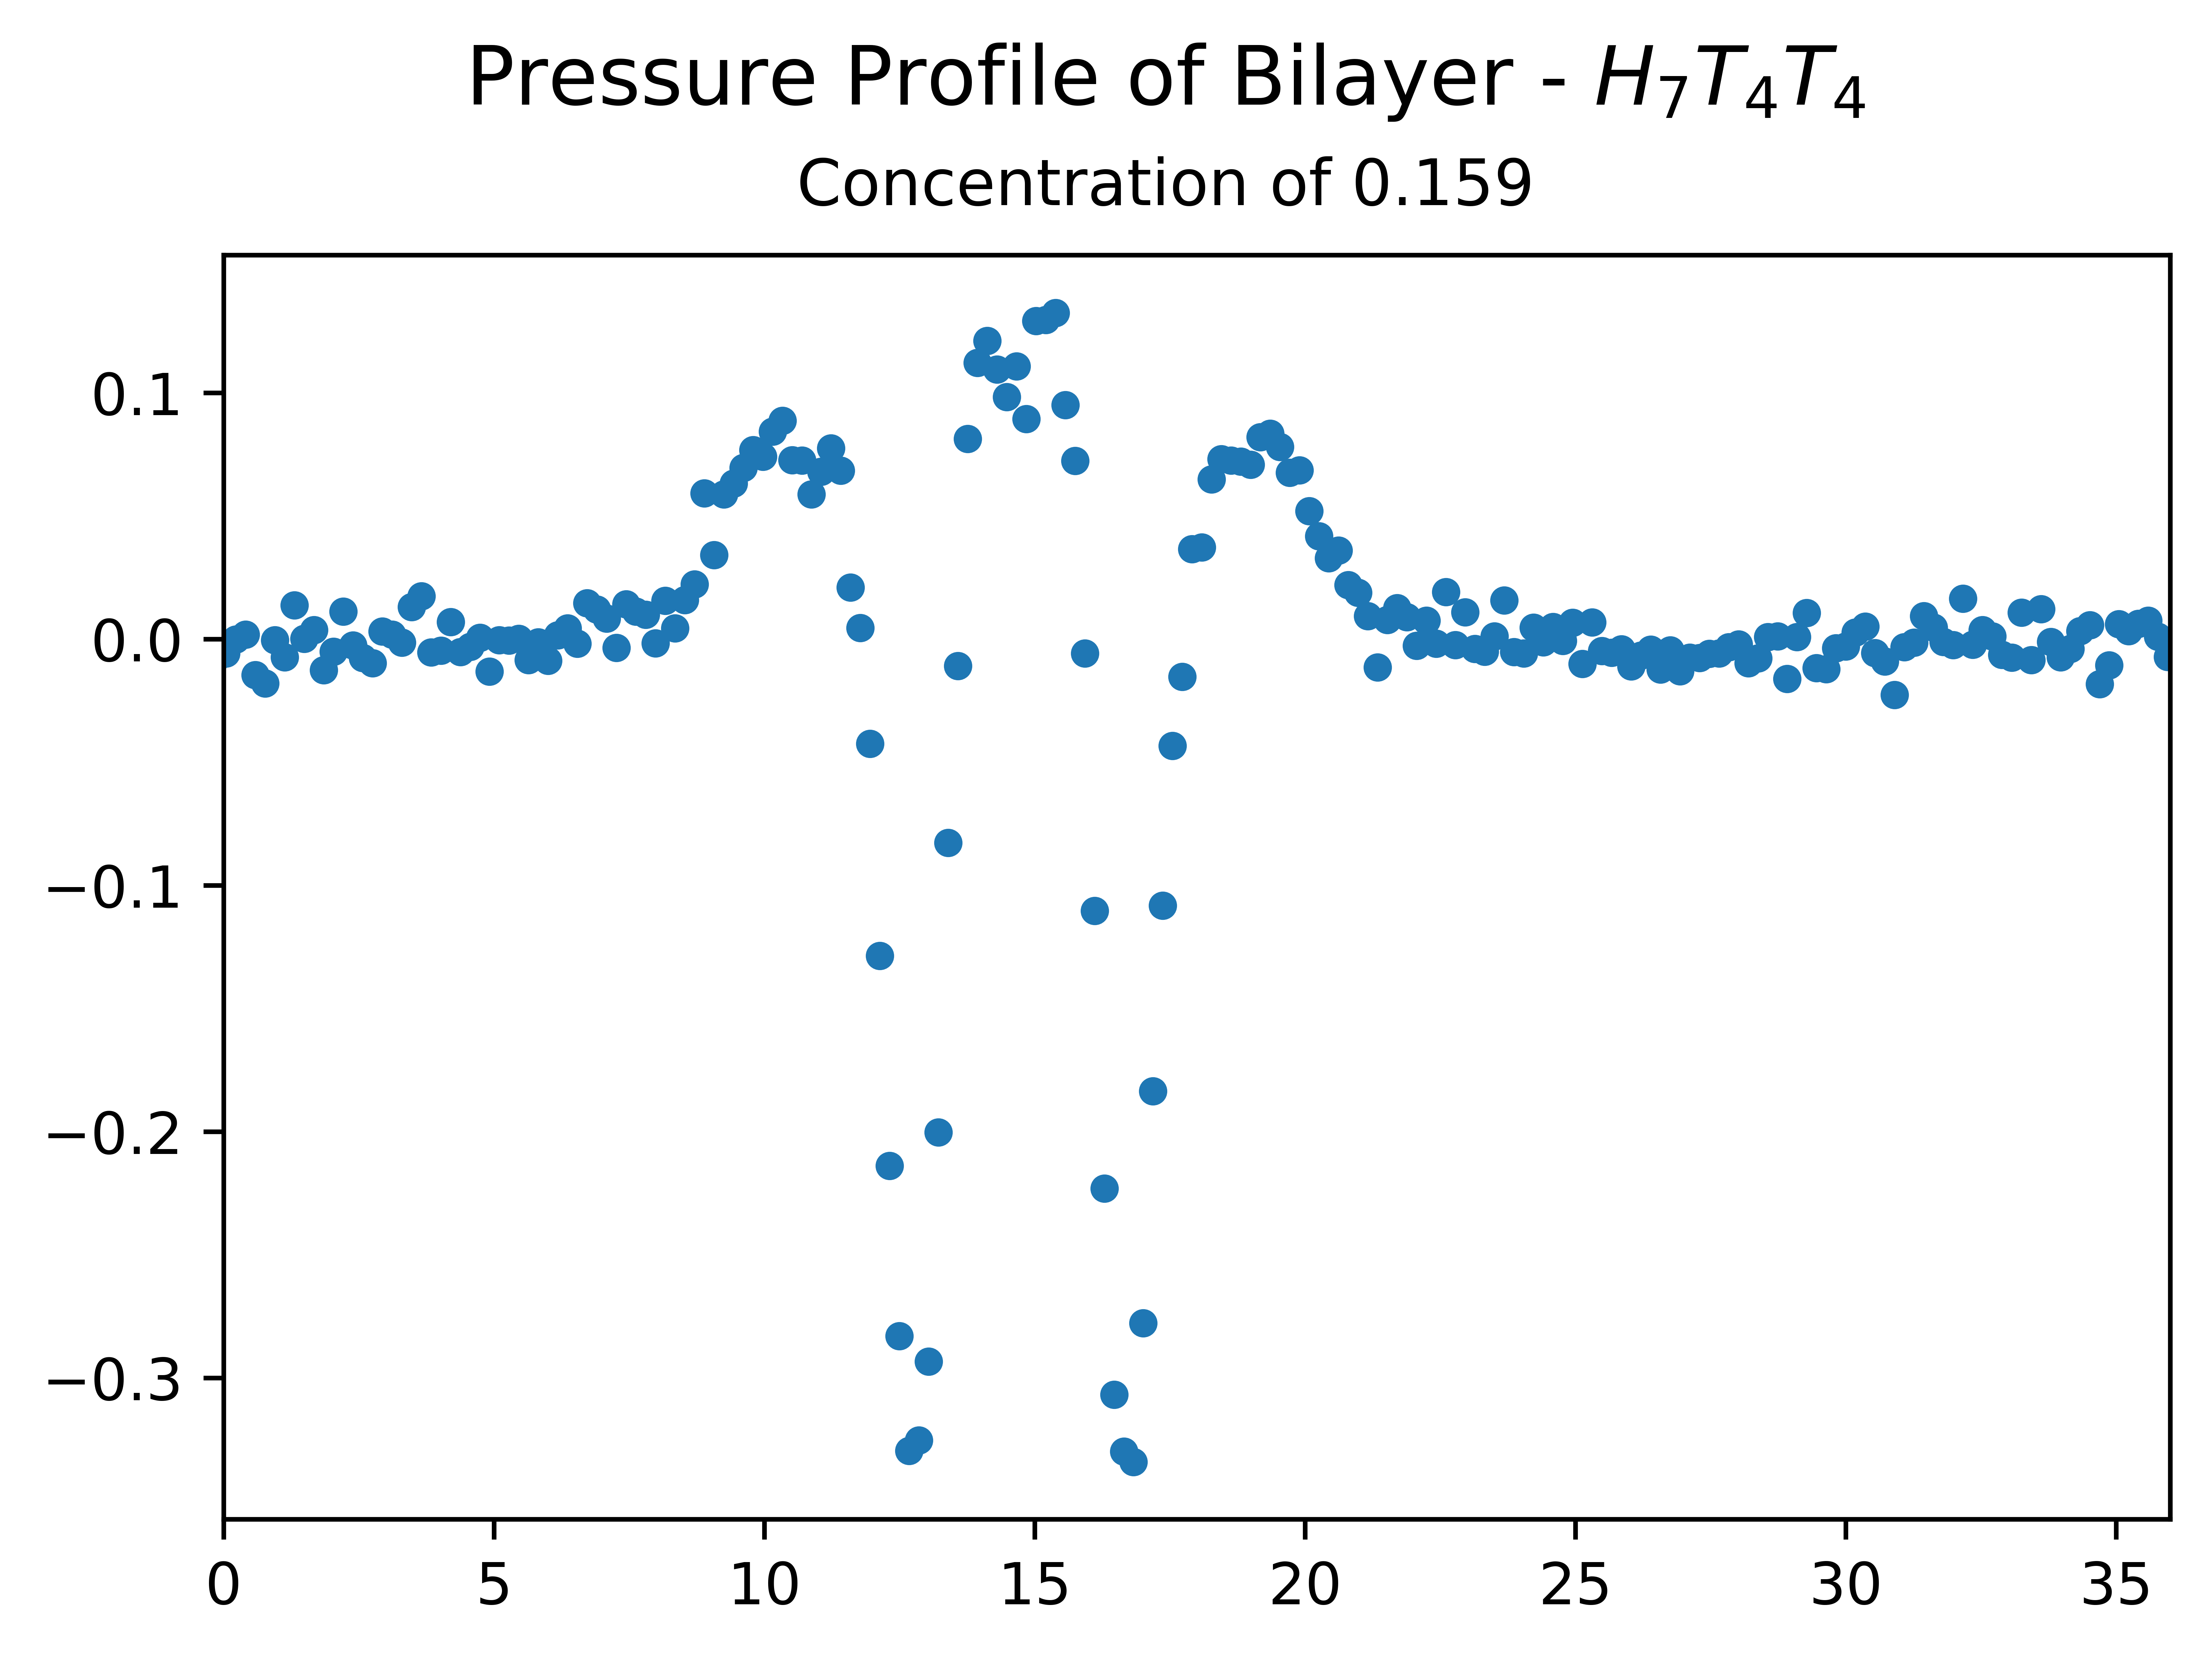 Pressure Profile of Bilayer - H₇T₄T₄
Concentration of 0.159
0.1
0.0
−0.1
−0.2
−0.3
0 5 10 15 20 25 30 35